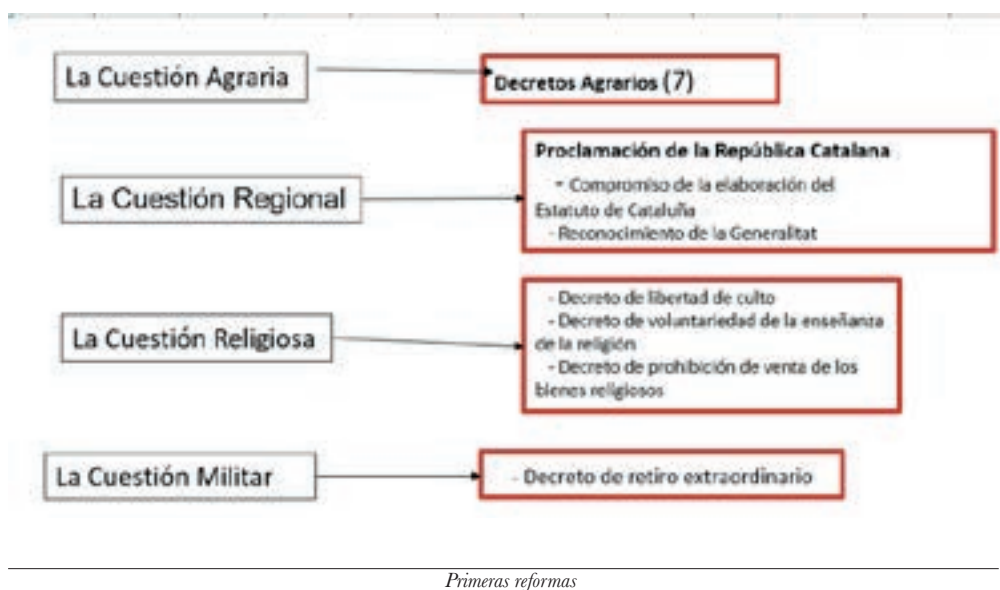 La Cuestión Agraria
Decretos Agrarios (7)
La Cuestión Regional
Proclamación de la República Catalana
- Compromiso de la elaboración del
Estatuto de Cataluña
- Reconocimiento de la Generalitat
La Cuestión Religiosa
- Decreto de libertad de culto
- Decreto de voluntariedad de la enseñanza
de la religión
- Decreto de prohibición de venta de los
bienes religiosos
La Cuestión Militar
- Decreto de retiro extraordinario
Primeras reformas